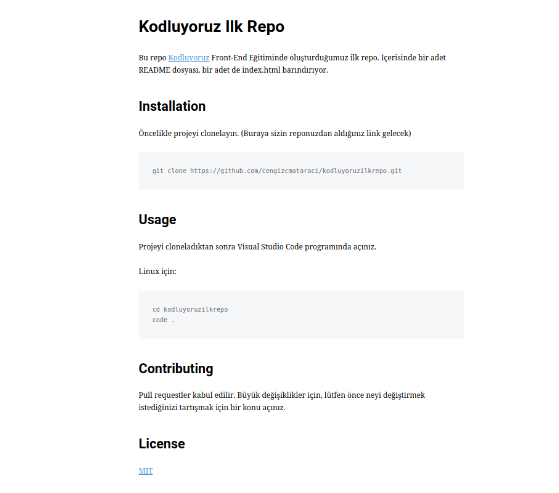 Kodluyoruz Ilk Repo
Bu repo Kodluyoruz Front-End Eğitiminde oluşturduğumuz ilk repo. İçerisinde bir adet
README dosyası, bir adet de index.html barındırıyor.
Installation
Öncelikle projeyi clonelayın. (Buraya sizin reponuzdan aldığınız link gelecek)
git clone https://github.com/cengizcmataraci/kodluyoruzilkrepo.git
Usage
Projeyi cloneladıktan sonra Visual Studio Code programında açınız.
Linux için:
cd kodluyoruzilkrepo
code .
Contributing
Pull requestler kabul edilir. Büyük değişiklikler için, lütfen önce neyi değiştirmek
istediğinizi tartışmak için bir konu açınız.
License
MIT